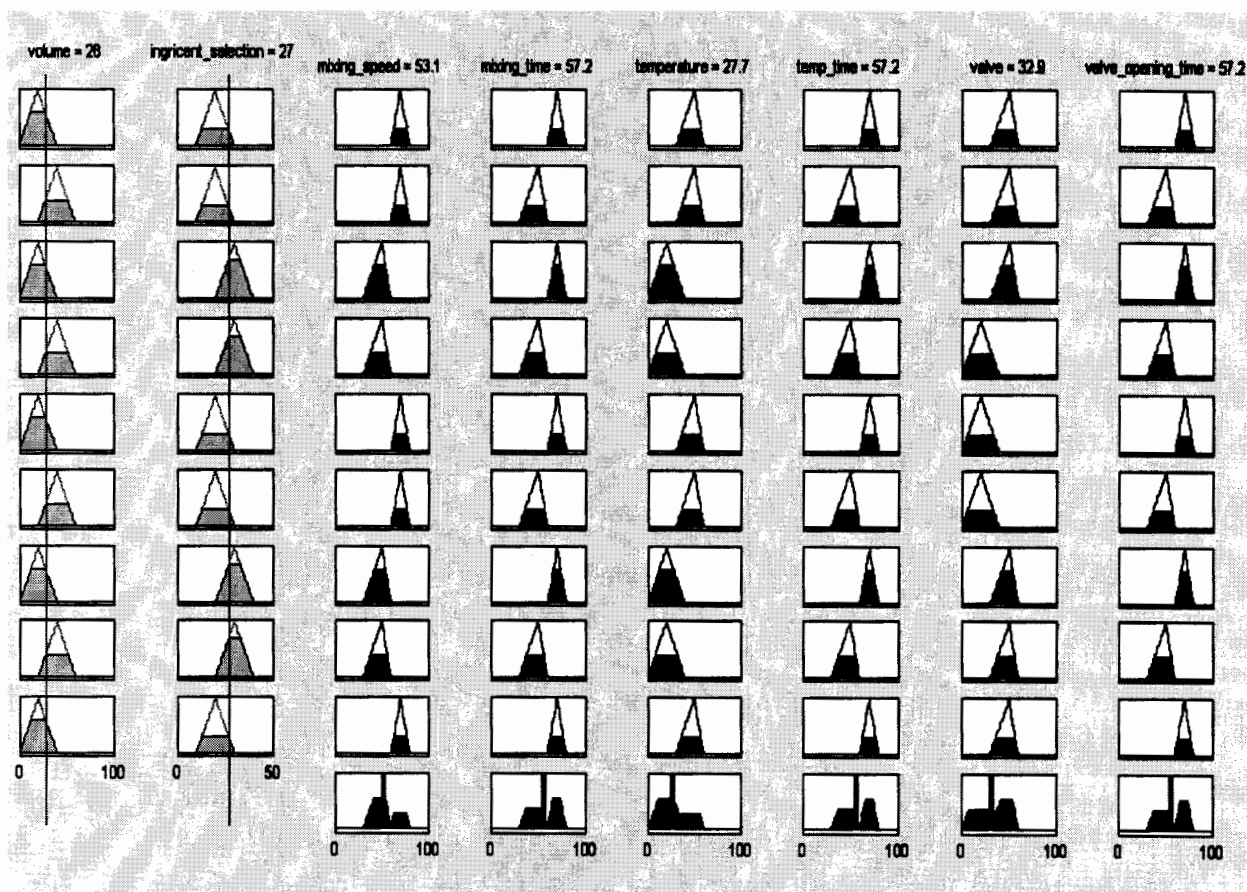 volume = 28 ingricent_selection = 27
mixing_speed = 53.1 mixing_time = 57.2 temperature = 27.7 temp_time = 57.2 valve = 32.9 valve_opening_time = 57.2
0 100 0 50
0 100 0 100 0 100 0 100 0 100 0 100